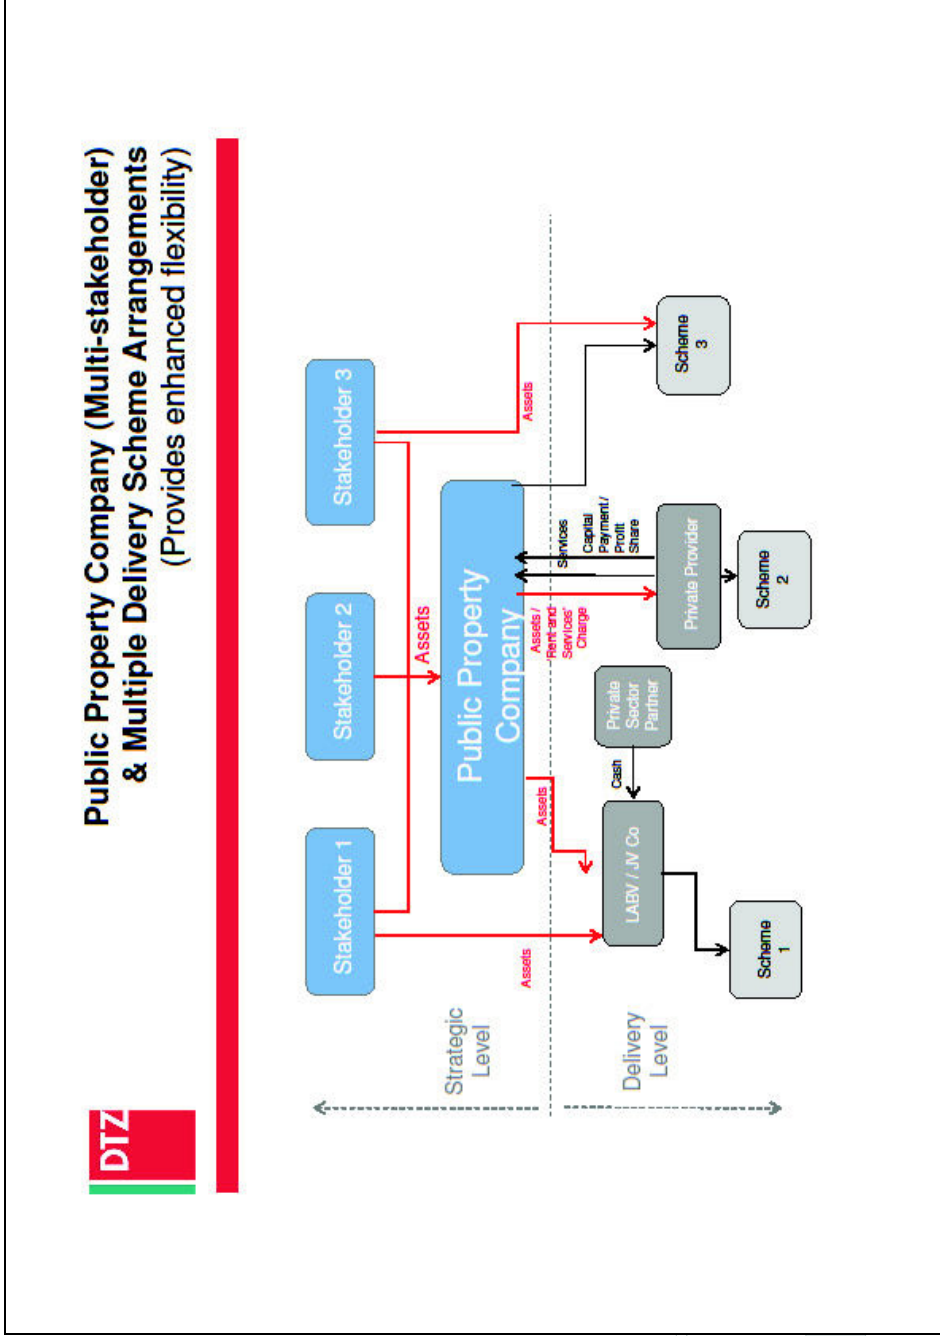 DTZ
Public Property Company (Multi-stakeholder)
& Multiple Delivery Scheme Arrangements
(Provides enhanced flexibility)
Stakeholder 1
Stakeholder 2
Stakeholder 3
Strategic
Level
Assets
Assets
Assets
Public Property
Company
Assets
Assets /
Rent and
Services'
Charge
Services
Capital
Payment /
Profit
Share
Delivery
Level
LABV / JV Co
Cash
Private
Sector
Partner
Private Provider
Scheme
1
Scheme
2
Scheme
3